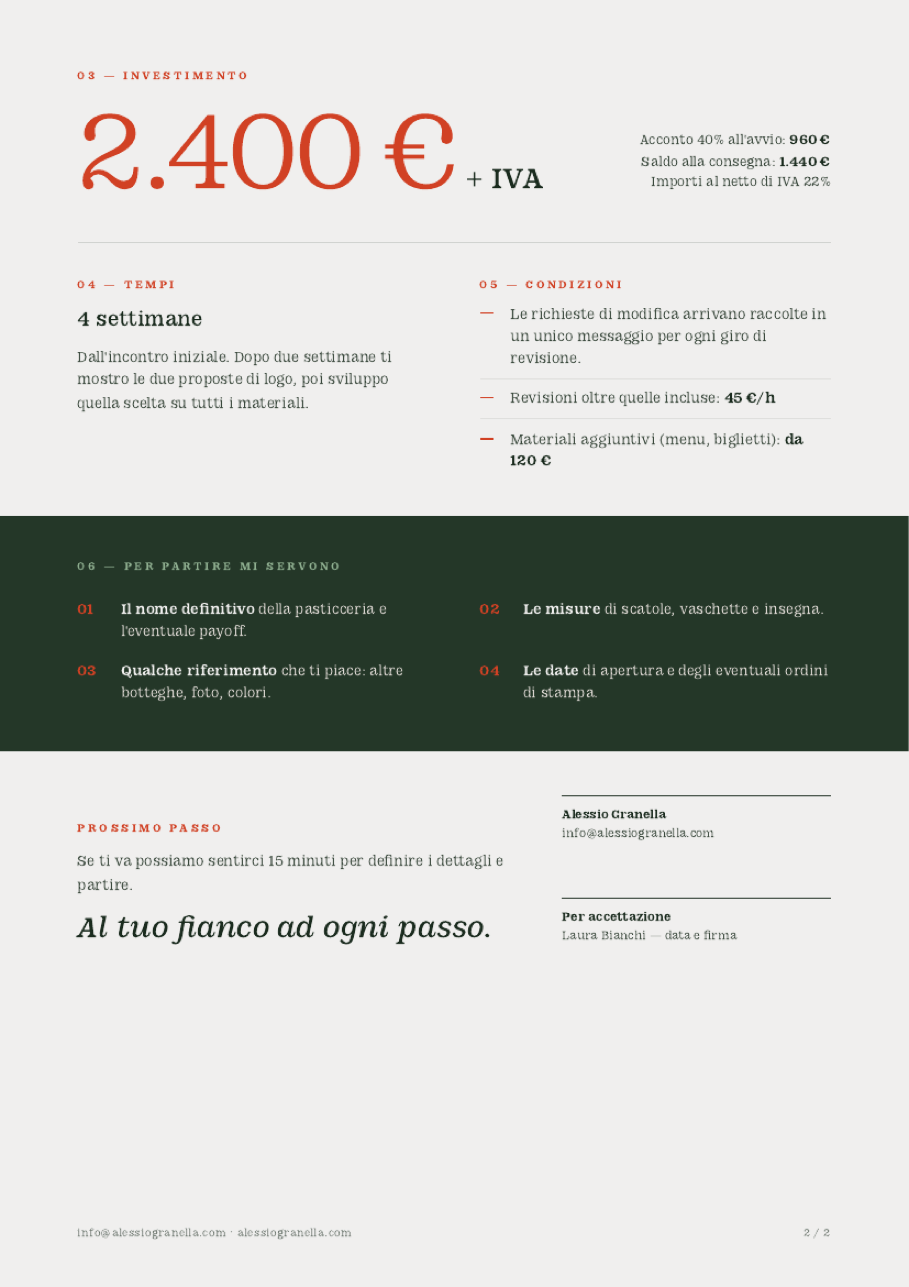 03 — INVESTIMENTO
2.400 € + IVA
Acconto 40% all'avvio: 960 €
Saldo alla consegna: 1.440 €
Importi al netto di IVA 22%
04 — TEMPI
4 settimane
Dall'incontro iniziale. Dopo due settimane ti
mostro le due proposte di logo, poi sviluppo
quella scelta su tutti i materiali.
05 — CONDIZIONI
— Le richieste di modifica arrivano raccolte in
un unico messaggio per ogni giro di
revisione.
— Revisioni oltre quelle incluse: 45 €/h
— Materiali aggiuntivi (menu, biglietti): da
120 €
06 — PER PARTIRE MI SERVONO
01 Il nome definitivo della pasticceria e
l'eventuale payoff.
02 Le misure di scatole, vaschette e insegna.
03 Qualche riferimento che ti piace: altre
botteghe, foto, colori.
04 Le date di apertura e degli eventuali ordini
di stampa.
PROSSIMO PASSO
Se ti va possiamo sentirci 15 minuti per definire i dettagli e
partire.
Al tuo fianco ad ogni passo.
Alessio Granella
info@alessiogranella.com
Per accettazione
Laura Bianchi — data e firma
info@alessiogranella.com · alessiogranella.com
2 / 2